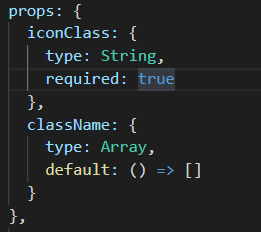 props: {
  iconClass: {
    type: String,
    required: true
  },
  className: {
    type: Array,
    default: () => []
  }
},